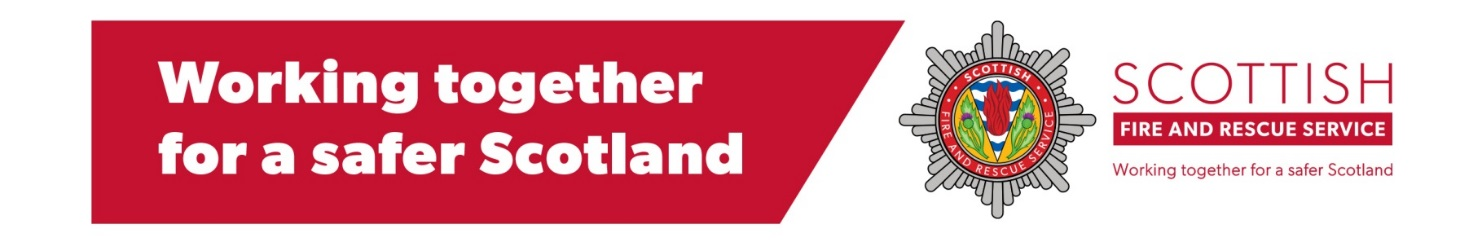 Working together
for a safer Scotland
SCOTTISH
FIRE AND RESCUE SERVICE
SCOTTISH
FIRE AND RESCUE SERVICE
Working together for a safer Scotland